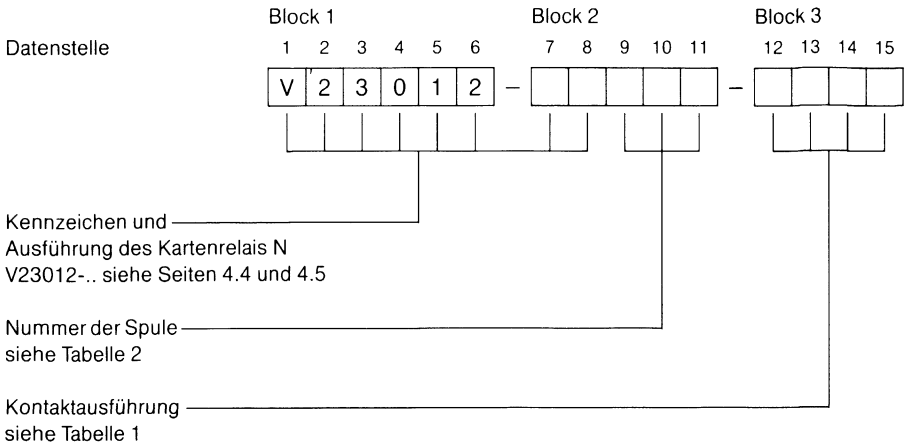 Block 1 Block 2 Block 3
Datenstelle 1 2 3 4 5 6 7 8 9 10 11 12 13 14 15
V 2 3 0 1 2 – –
Kennzeichen und
Ausführung des Kartenrelais N
V23012-.. siehe Seiten 4.4 und 4.5
Nummer der Spule
siehe Tabelle 2
Kontaktausführung
siehe Tabelle 1